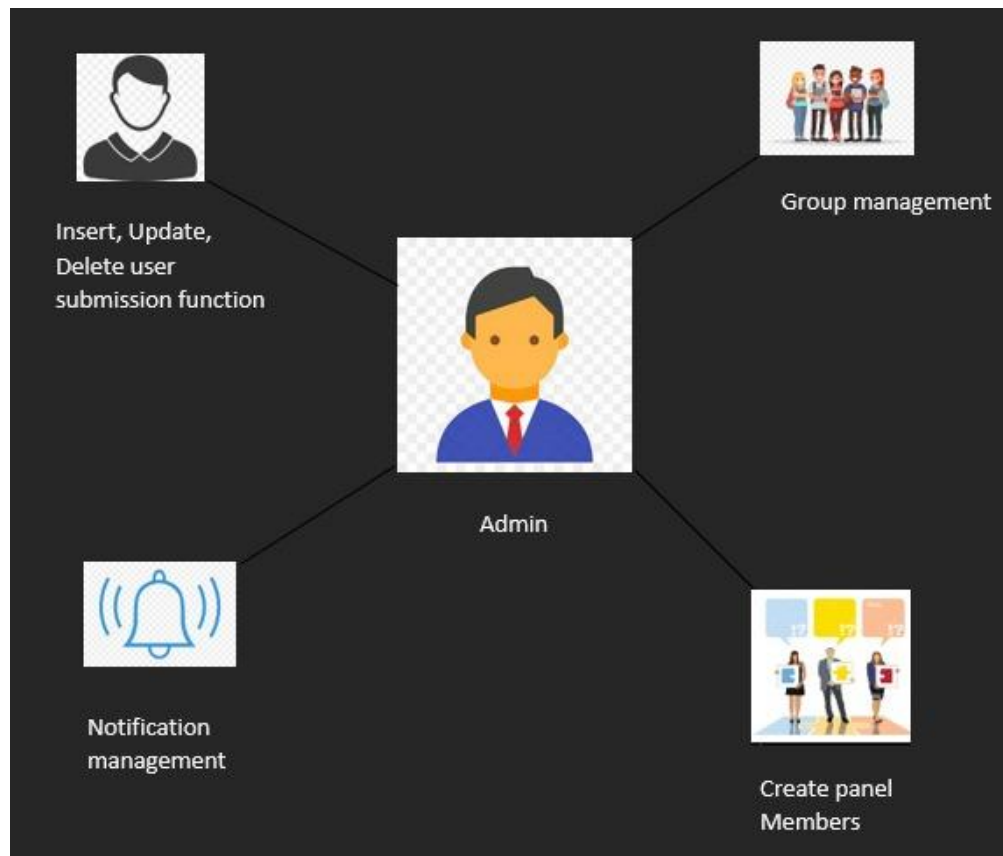 Insert, Update,
Delete user
submission function
Group management
Admin
Notification
management
Create panel
Members